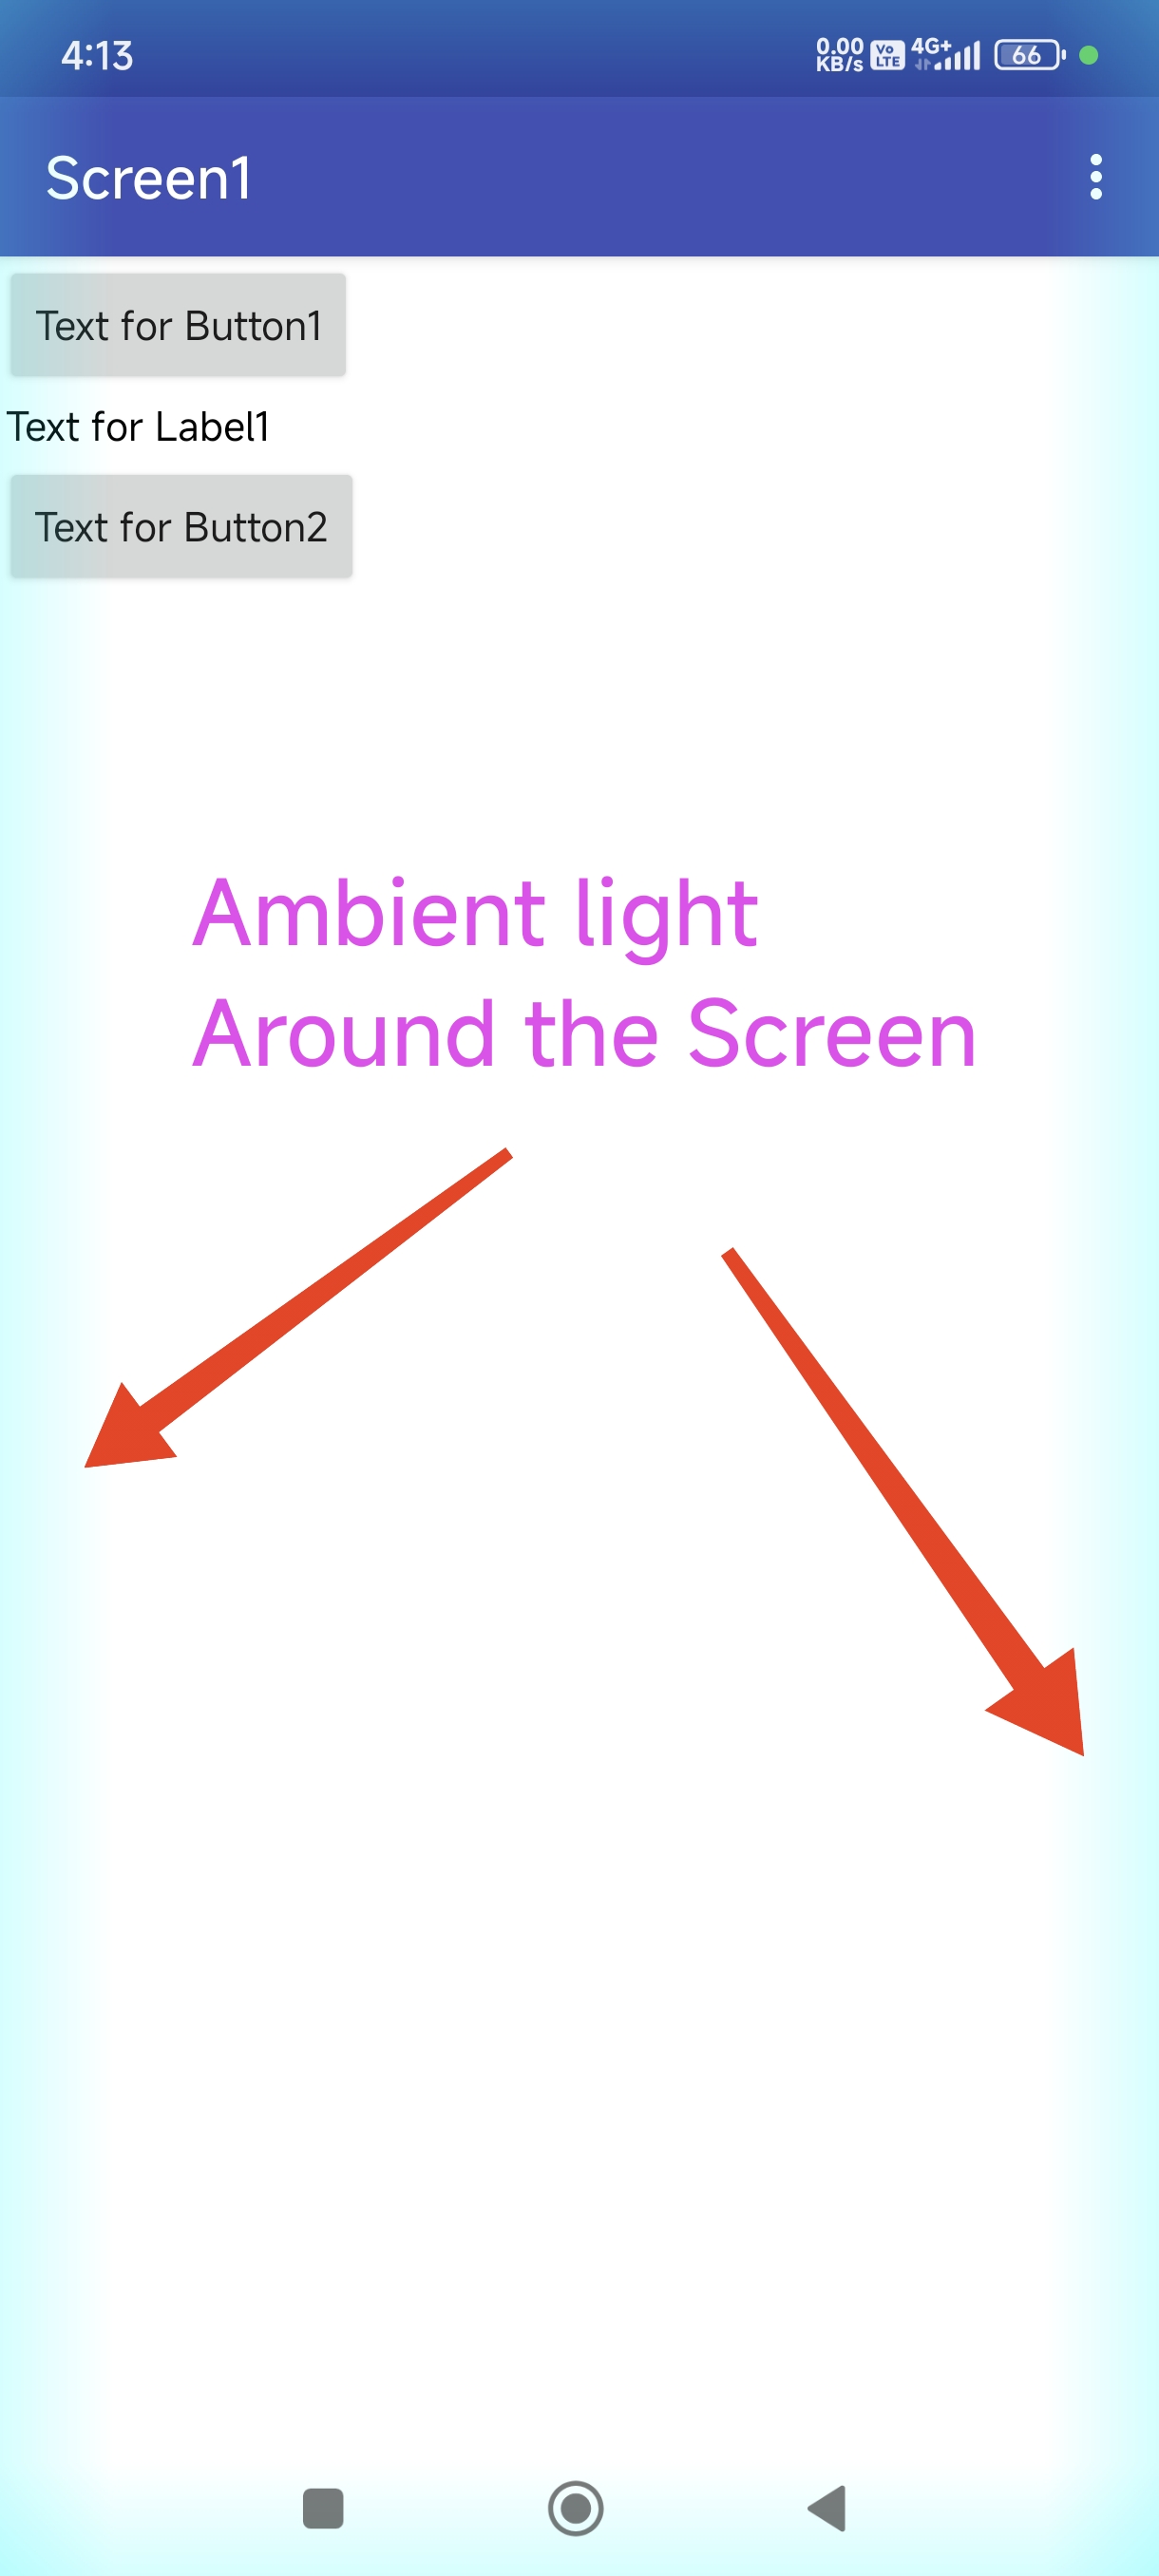 4:13
0.00
KB/s
Vo
LTE
4G+
66
Screen1
Text for Button1
Text for Label1
Text for Button2
Ambient light
Around the Screen